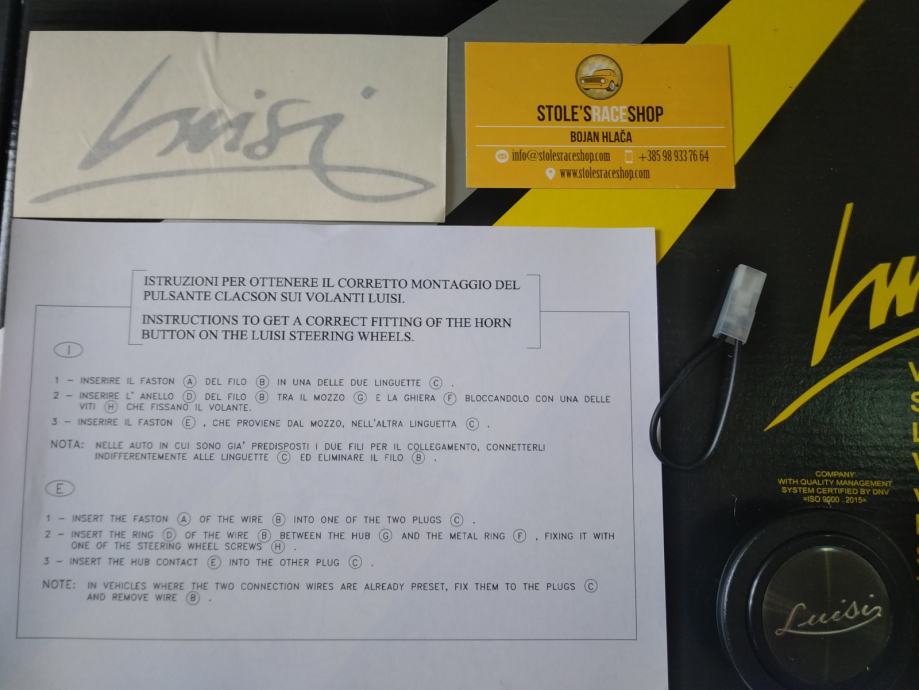 Luisi
STOLE'SRACESHOP
BOJAN HLAČA
info@stolesraceshop.com
+385 98 933 76 64
www.stolesraceshop.com
ISTRUZIONI PER OTTENERE IL CORRETTO MONTAGGIO DEL
PULSANTE CLACSON SUI VOLANTI LUISI.
INSTRUCTIONS TO GET A CORRECT FITTING OF THE HORN
BUTTON ON THE LUISI STEERING WHEELS.
I
1 – INSERIRE IL FASTON A DEL FILO B IN UNA DELLE DUE LINGUETTE C .
2 – INSERIRE L' ANELLO D DEL FILO B TRA IL MOZZO G E LA GHIERA F BLOCCANDOLO CON UNA DELLE
VITI H CHE FISSANO IL VOLANTE.
3 – INSERIRE IL FASTON E , CHE PROVIENE DAL MOZZO, NELL'ALTRA LINGUETTA C .
NOTA: NELLE AUTO IN CUI SONO GIA' PREDISPOSTI I DUE FILI PER IL COLLEGAMENTO, CONNETTERLI
INDIFFERENTEMENTE ALLE LINGUETTE C ED ELIMINARE IL FILO B .
E
1 – INSERT THE FASTON A OF THE WIRE B INTO ONE OF THE TWO PLUGS C .
2 – INSERT THE RING D OF THE WIRE B BETWEEN THE HUB G AND THE METAL RING F , FIXING IT WITH
ONE OF THE STEERING WHEEL SCREWS H .
3 – INSERT THE HUB CONTACT E INTO THE OTHER PLUG C .
NOTE: IN VEHICLES WHERE THE TWO CONNECTION WIRES ARE ALREADY PRESET, FIX THEM TO THE PLUGS C
AND REMOVE WIRE B .
COMPANY
WITH QUALITY MANAGEMENT
SYSTEM CERTIFIED BY DNV
=ISO 9000 : 2015=
Luisi